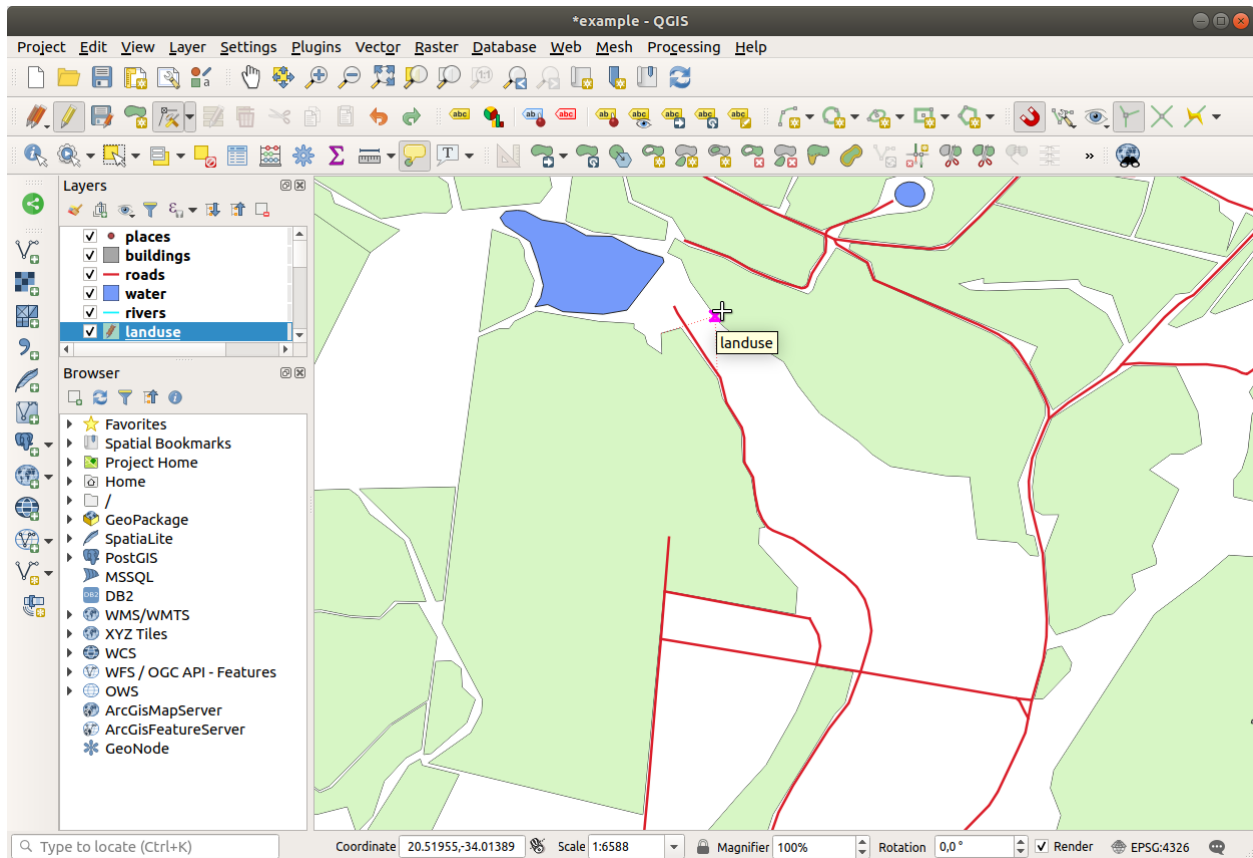 *example - QGIS
Project Edit View Layer Settings Plugins Vector Raster Database Web Mesh Processing Help
Layers
places
buildings
roads
water
rivers
landuse
Browser
Favorites
Spatial Bookmarks
Project Home
Home
/
GeoPackage
SpatiaLite
PostGIS
MSSQL
DB2
WMS/WMTS
XYZ Tiles
WCS
WFS / OGC API - Features
OWS
ArcGisMapServer
ArcGisFeatureServer
GeoNode
landuse
Type to locate (Ctrl+K) Coordinate 20.51955,-34.01389 Scale 1:6588 Magnifier 100% Rotation 0,0 ° Render EPSG:4326